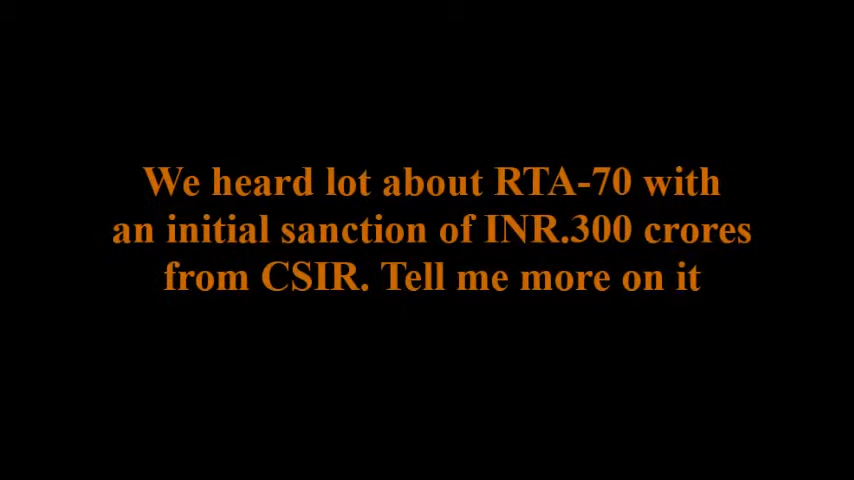 We heard lot about RTA-70 with
an initial sanction of INR.300 crores
from CSIR. Tell me more on it